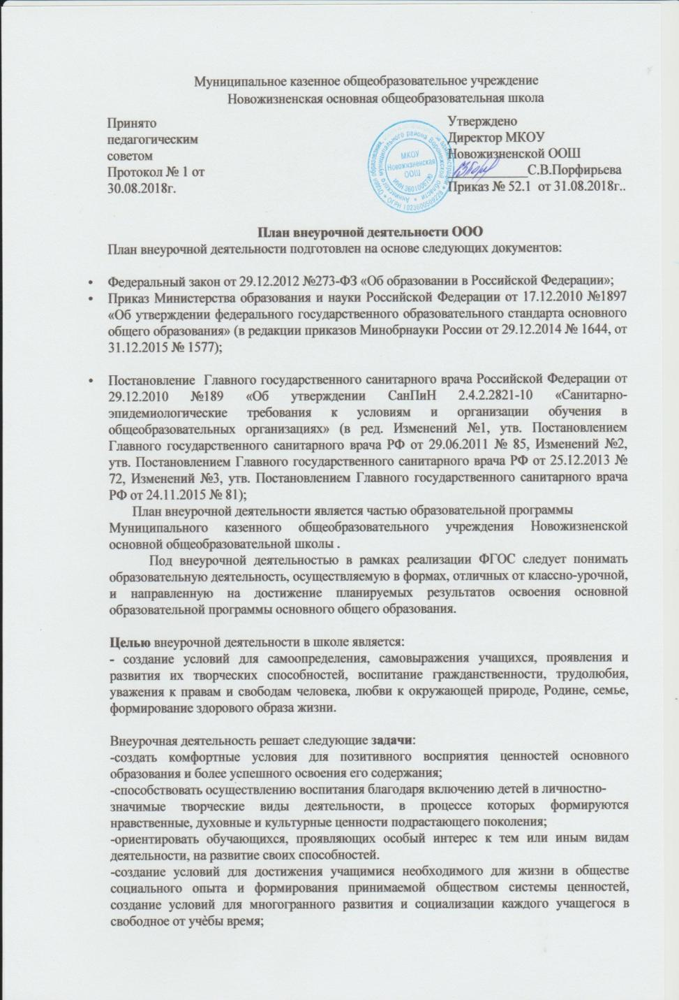 Муниципальное казенное общеобразовательное учреждение
Новожизненская основная общеобразовательная школа
Принято
педагогическим
советом
Протокол № 1 от
30.08.2018г.
Утверждено
Директор МКОУ
Новожизненской ООШ
____________С.В.Порфирьева
Приказ № 52.1 от 31.08.2018г..
МКОУ
Новожизненская
ООШ
План внеурочной деятельности ООО
План внеурочной деятельности подготовлен на основе следующих документов:
• Федеральный закон от 29.12.2012 №273-ФЗ «Об образовании в Российской Федерации»;
• Приказ Министерства образования и науки Российской Федерации от 17.12.2010 №1897
«Об утверждении федерального государственного образовательного стандарта основного
общего образования» (в редакции приказов Минобрнауки России от 29.12.2014 № 1644, от
31.12.2015 № 1577);
• Постановление Главного государственного санитарного врача Российской Федерации от
29.12.2010 №189 «Об утверждении СанПиН 2.4.2.2821-10 «Санитарно-
эпидемиологические требования к условиям и организации обучения в
общеобразовательных организациях» (в ред. Изменений №1, утв. Постановлением
Главного государственного санитарного врача РФ от 29.06.2011 № 85, Изменений №2,
утв. Постановлением Главного государственного санитарного врача РФ от 25.12.2013 №
72, Изменений №3, утв. Постановлением Главного государственного санитарного врача
РФ от 24.11.2015 № 81);
План внеурочной деятельности является частью образовательной программы
Муниципального казенного общеобразовательного учреждения Новожизненской
основной общеобразовательной школы .
Под внеурочной деятельностью в рамках реализации ФГОС следует понимать
образовательную деятельность, осуществляемую в формах, отличных от классно-урочной,
и направленную на достижение планируемых результатов освоения основной
образовательной программы основного общего образования.
Целью внеурочной деятельности в школе является:
- создание условий для самоопределения, самовыражения учащихся, проявления и
развития их творческих способностей, воспитание гражданственности, трудолюбия,
уважения к правам и свободам человека, любви к окружающей природе, Родине, семье,
формирование здорового образа жизни.
Внеурочная деятельность решает следующие задачи:
-создать комфортные условия для позитивного восприятия ценностей основного
образования и более успешного освоения его содержания;
-способствовать осуществлению воспитания благодаря включению детей в личностно-
значимые творческие виды деятельности, в процессе которых формируются
нравственные, духовные и культурные ценности подрастающего поколения;
-ориентировать обучающихся, проявляющих особый интерес к тем или иным видам
деятельности, на развитие своих способностей.
-создание условий для достижения учащимися необходимого для жизни в обществе
социального опыта и формирования принимаемой обществом системы ценностей,
создание условий для многогранного развития и социализации каждого учащегося в
свободное от учѐбы время;